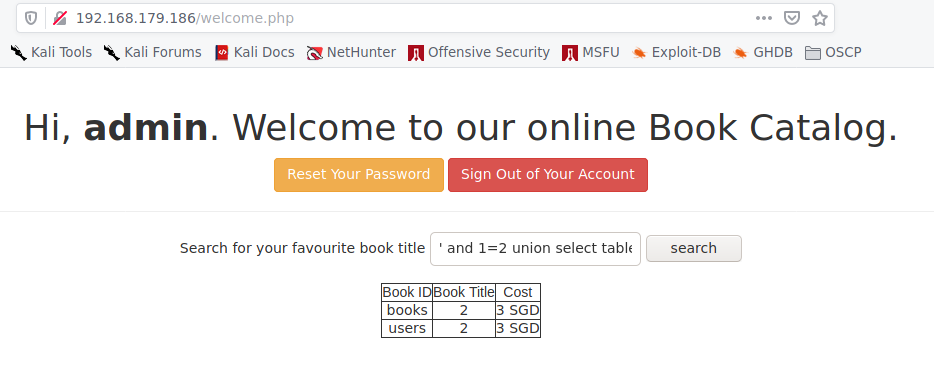 192.168.179.186/welcome.php
Kali Tools Kali Forums Kali Docs NetHunter Offensive Security MSFU Exploit-DB GHDB OSCP
Hi, admin. Welcome to our online Book Catalog.
Reset Your Password Sign Out of Your Account
Search for your favourite book title ' and 1=2 union select table search
Book ID Book Title Cost
books 2 3 SGD
users 2 3 SGD